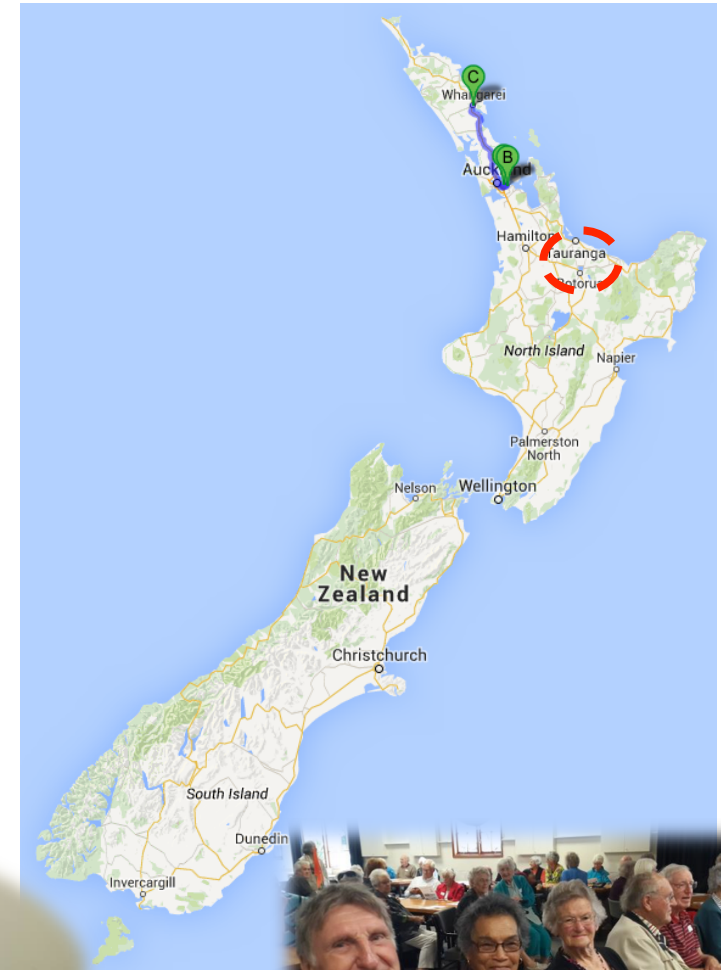 C
Whangarei
B
Auckland
Hamilton
Tauranga
Rotorua
North Island
Napier
Palmerston
North
Nelson
Wellington
New
Zealand
Christchurch
South Island
Dunedin
Invercargill